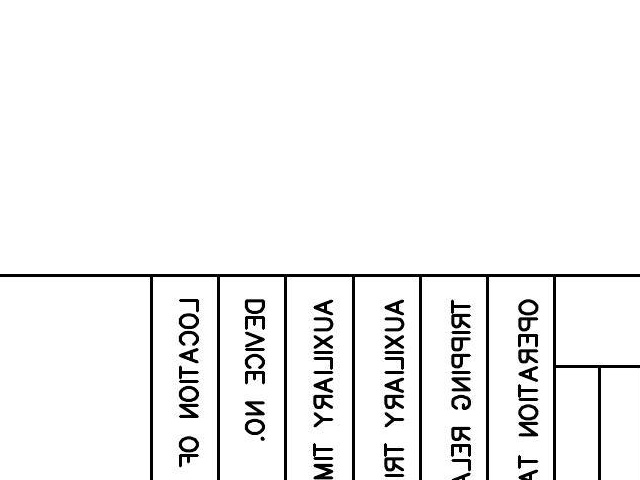 LOCATION OF
DEVICE NO.
AUXILIARY
AUXILIARY
TRIPPING
OPERATION